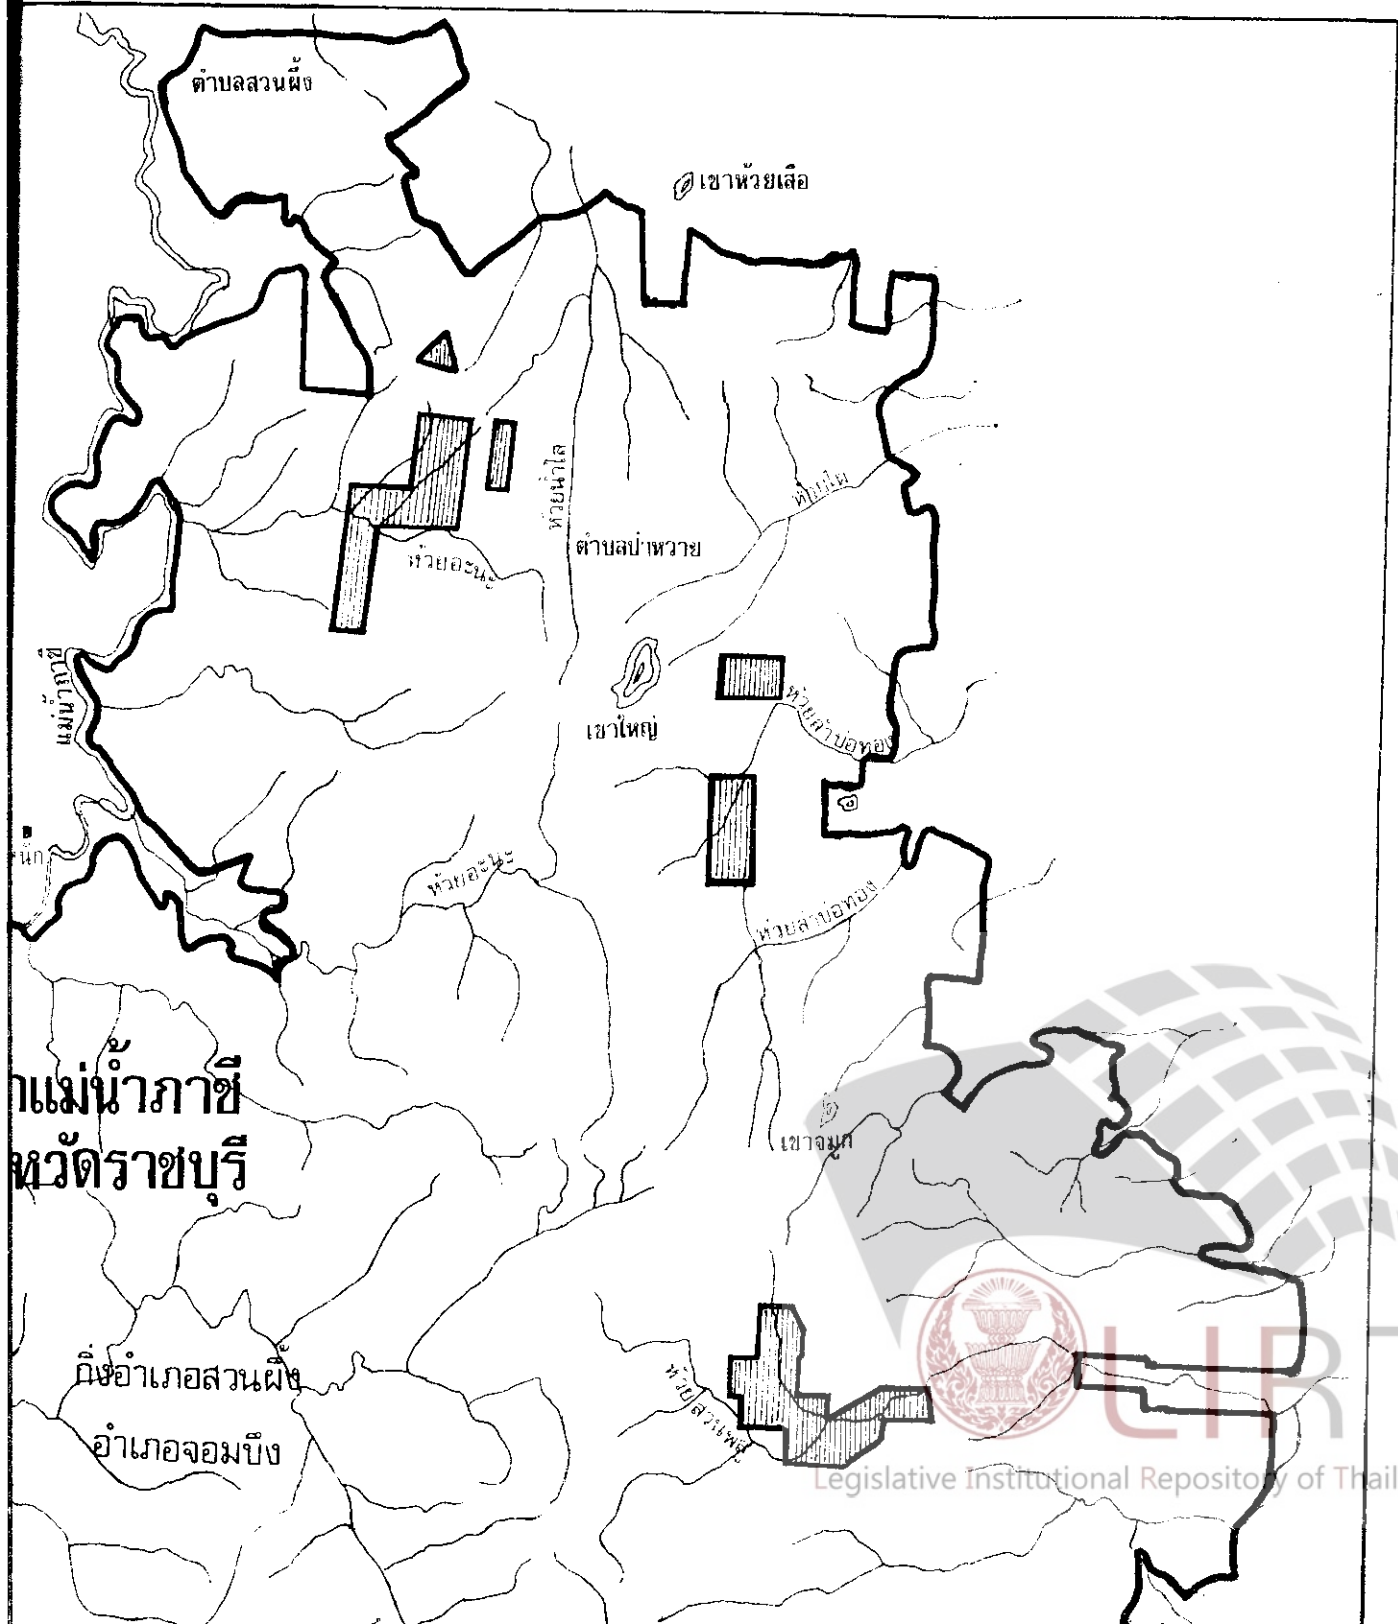 ตำบลสวนผึ้ง
เขาห้วยเสือ
ห้วยน้ำใส
ห้วยไผ่
ตำบลป่าหวาย
ห้วยอะนะ
แม่น้ำภาชี
เขาใหญ่
ห้วยลำบ่อทอง
ห้วยอะนะ
ห้วยลำบ่อทอง
าแม่น้ำภาชี
หวัดราชบุรี
เขาจมูก
กิ่งอำเภอสวนผึ้ง
อำเภอจอมบึง
ห้วยสวนพลู
LIRT
Legislative Institutional Repository of Thail